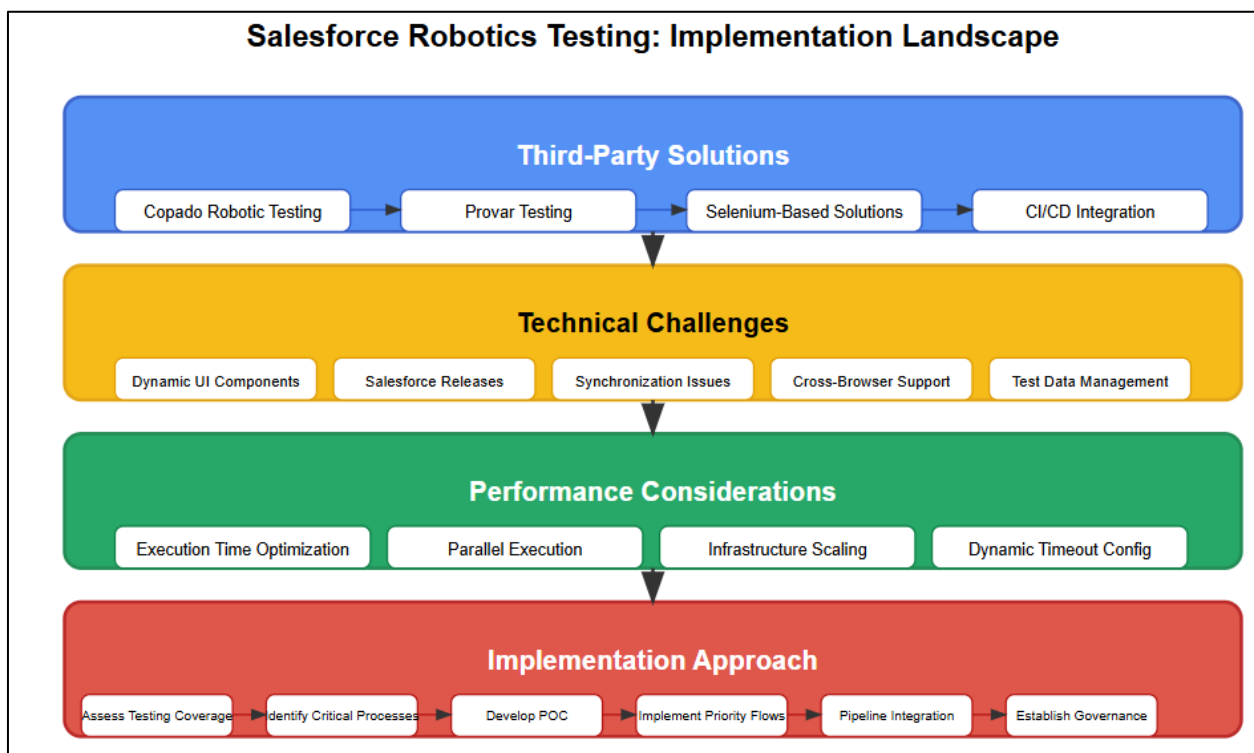 Salesforce Robotics Testing: Implementation Landscape
Third-Party Solutions
Copado Robotic Testing
Provar Testing
Selenium-Based Solutions
CI/CD Integration
Technical Challenges
Dynamic UI Components
Salesforce Releases
Synchronization Issues
Cross-Browser Support
Test Data Management
Performance Considerations
Execution Time Optimization
Parallel Execution
Infrastructure Scaling
Dynamic Timeout Config
Implementation Approach
Assess Testing Coverage
Identify Critical Processes
Develop POC
Implement Priority Flows
Pipeline Integration
Establish Governance